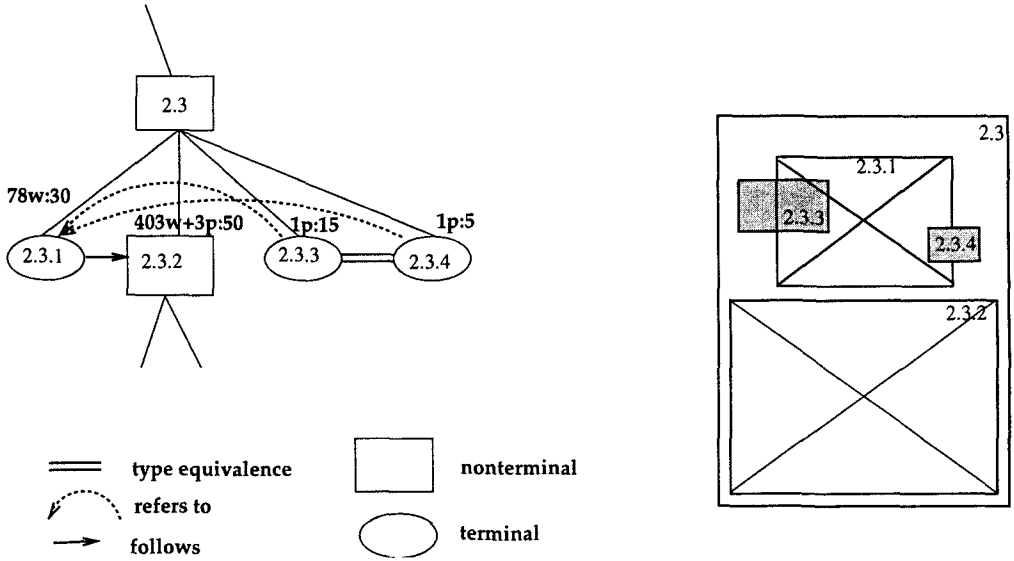 2.3
78w:30
403w+3p:50
1p:15
1p:5
2.3.1
2.3.2
2.3.3
2.3.4
type equivalence
refers to
follows
nonterminal
terminal
2.3
2.3.1
2.3.3
2.3.4
2.3.2